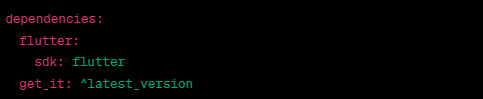 dependencies:
  flutter:
    sdk: flutter
  get_it: ^latest_version